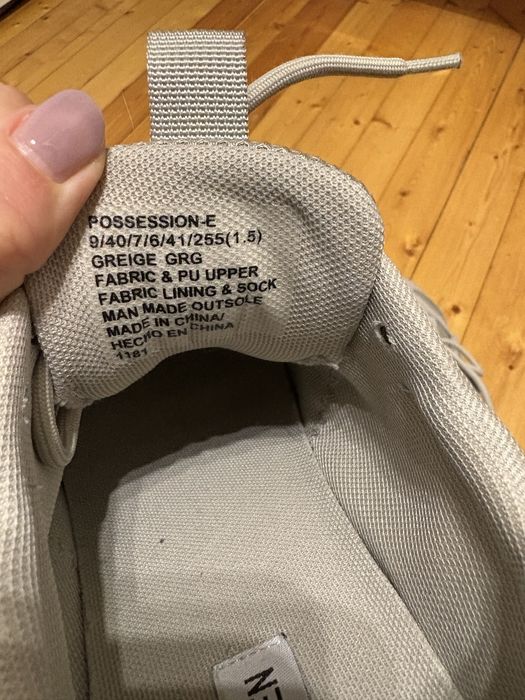 POSSESSION-E
9/40/7/6/41/255(1.5)
GREIGE GRG
FABRIC & PU UPPER
FABRIC LINING & SOCK
MAN MADE OUTSOLE
MADE IN CHINA/
HECHO EN CHINA
1181